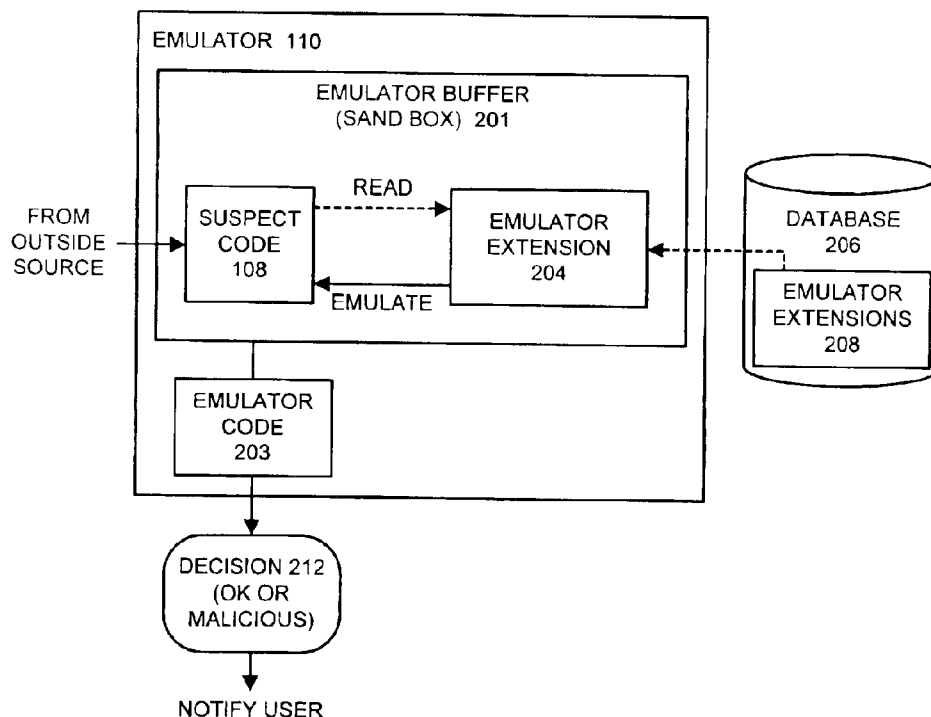 EMULATOR 110
EMULATOR BUFFER
(SAND BOX) 201
READ
SUSPECT
CODE
108
EMULATOR
EXTENSION
204
EMULATE
FROM
OUTSIDE
SOURCE
DATABASE
206
EMULATOR
EXTENSIONS
208
EMULATOR
CODE
203
DECISION 212
(OK OR
MALICIOUS)
NOTIFY USER